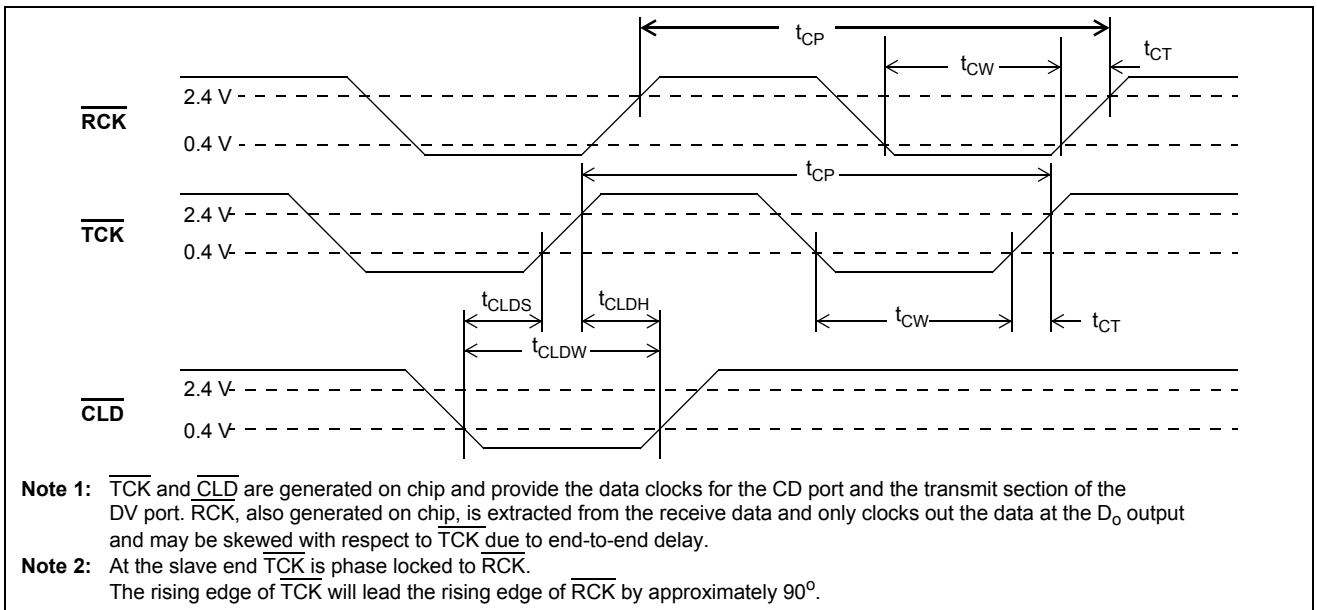 tCP
tCW
tCT
2.4 V
RCK
0.4 V
tCP
2.4 V
TCK
0.4 V
tCLDS
tCLDH
tCW
tCT
tCLDW
2.4 V
CLD
0.4 V
Note 1: TCK and CLD are generated on chip and provide the data clocks for the CD port and the transmit section of the
DV port. RCK, also generated on chip, is extracted from the receive data and only clocks out the data at the Do output
and may be skewed with respect to TCK due to end-to-end delay.
Note 2: At the slave end TCK is phase locked to RCK.
The rising edge of TCK will lead the rising edge of RCK by approximately 90o.